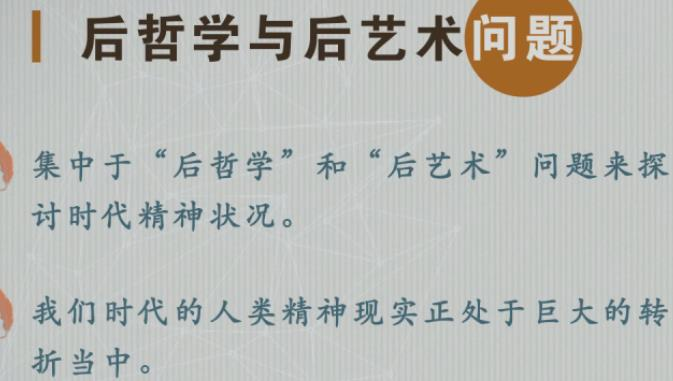 后哲学与后艺术问题
集中于“后哲学”和“后艺术”问题来探
讨时代精神状况。
我们时代的人类精神现实正处于巨大的转
折当中。